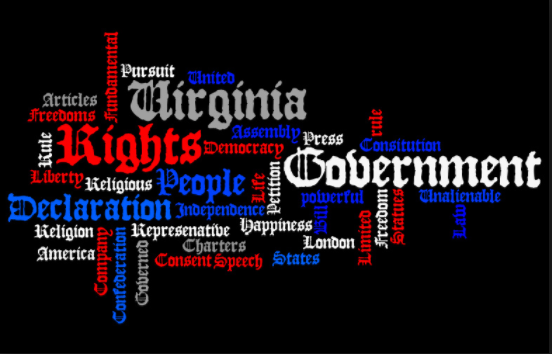 Fundamental
Pursuit
United
Articles
Virginia
Freedoms
rule
Rule
Rights
Assembly
Press
Democracy
Consitution
Government
Liberty
Religious
People
Life
Petition
Declaration
Independence
powerful
Bill
Unalienable
Law
Limited
Freedom
Statues
Religion
Represenative
Happiness
America
Company
Confederation
Governed
Charters
London
Consent
Speech
States